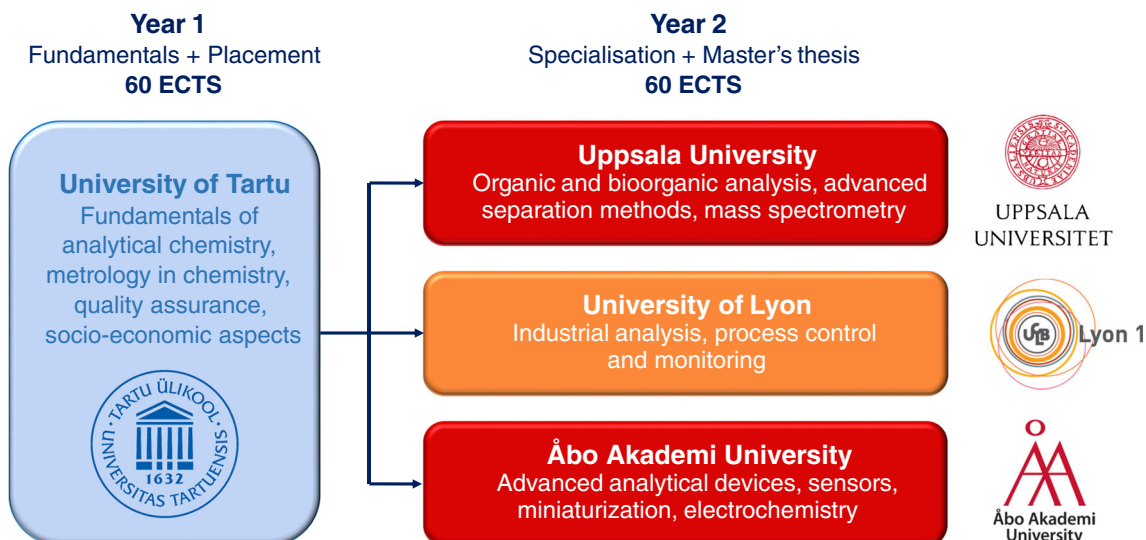 Year 1
Fundamentals + Placement
60 ECTS
Year 2
Specialisation + Master's thesis
60 ECTS
University of Tartu
Fundamentals of
analytical chemistry,
metrology in chemistry,
quality assurance,
socio-economic aspects
TARTU ÜLIKOOL
1632
UNIVERSITAS TARTUENSIS
Uppsala University
Organic and bioorganic analysis, advanced
separation methods, mass spectrometry
UPPSALA
UNIVERSITET
University of Lyon
Industrial analysis, process control
and monitoring
UCLB
Lyon 1
Åbo Akademi University
Advanced analytical devices, sensors,
miniaturization, electrochemistry
Åbo Akademi
University